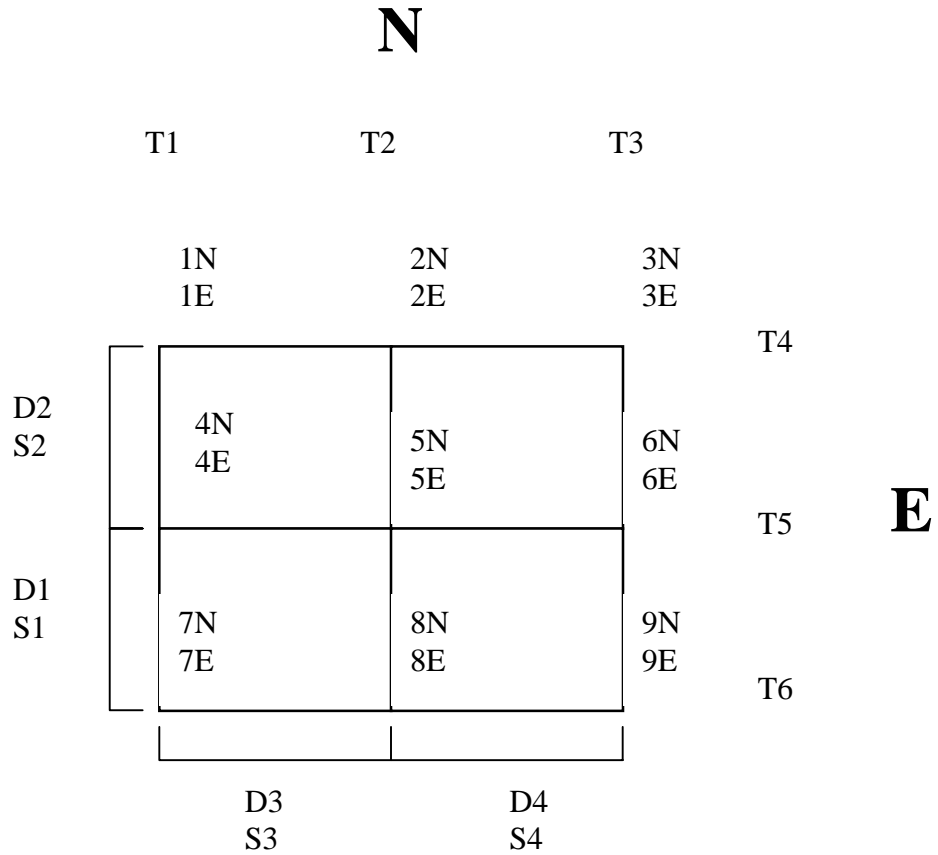 N
T1 T2 T3
1N 2N 3N
1E 2E 3E
T4
D2
S2
4N 5N 6N
4E 5E 6E
E
T5
D1
S1
7N 8N 9N
7E 8E 9E
T6
D3 D4
S3 S4